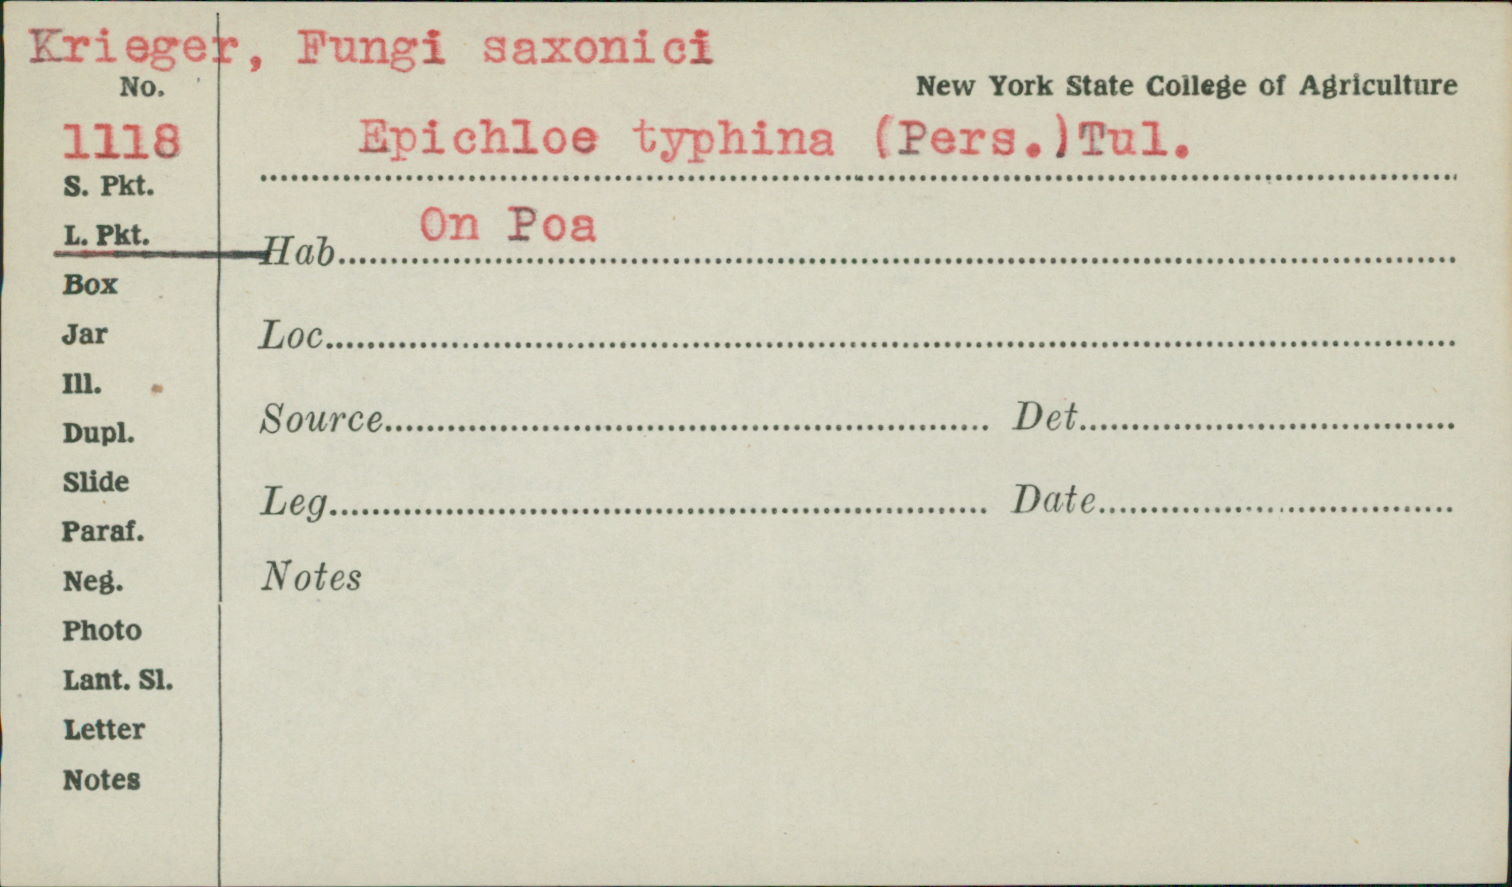 Krieger, Fungi saxonici
No.
New York State College of Agriculture
1118
Epichloe typhina (Pers.)Tul.
S. Pkt.
L. Pkt.
On Poa
Hab.
Box
Jar
Loc.
Ill.
Dupl.
Source. Det.
Slide
Leg. Date.
Paraf.
Neg.
Notes
Photo
Lant. Sl.
Letter
Notes